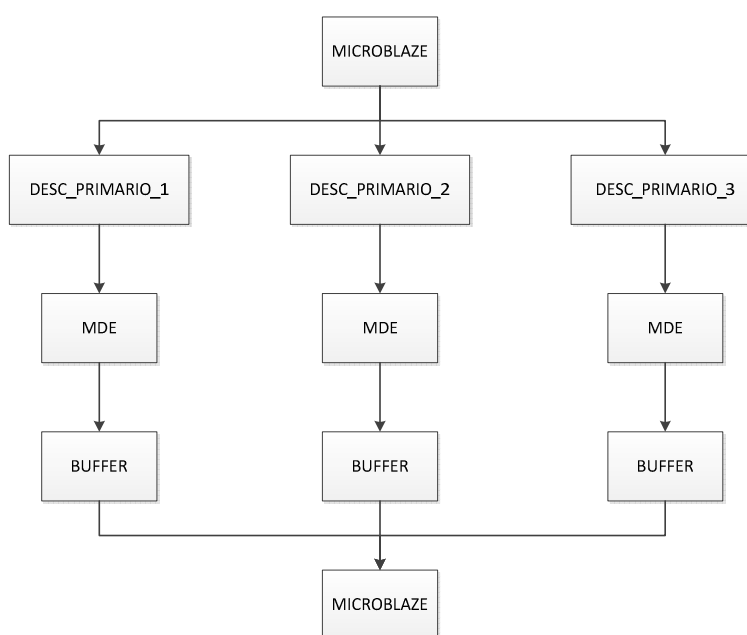 MICROBLAZE
DESC_PRIMARIO_1
DESC_PRIMARIO_2
DESC_PRIMARIO_3
MDE
MDE
MDE
BUFFER
BUFFER
BUFFER
MICROBLAZE